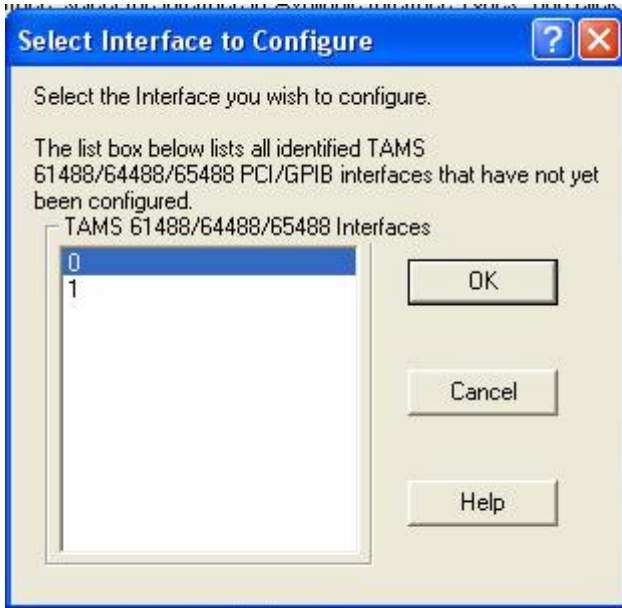 Select Interface to Configure
Select the Interface you wish to configure.
The list box below lists all identified TAMS
61488/64488/65488 PCI/GPIB interfaces that have not yet
been configured.
TAMS 61488/64488/65488 Interfaces
0
1
OK
Cancel
Help